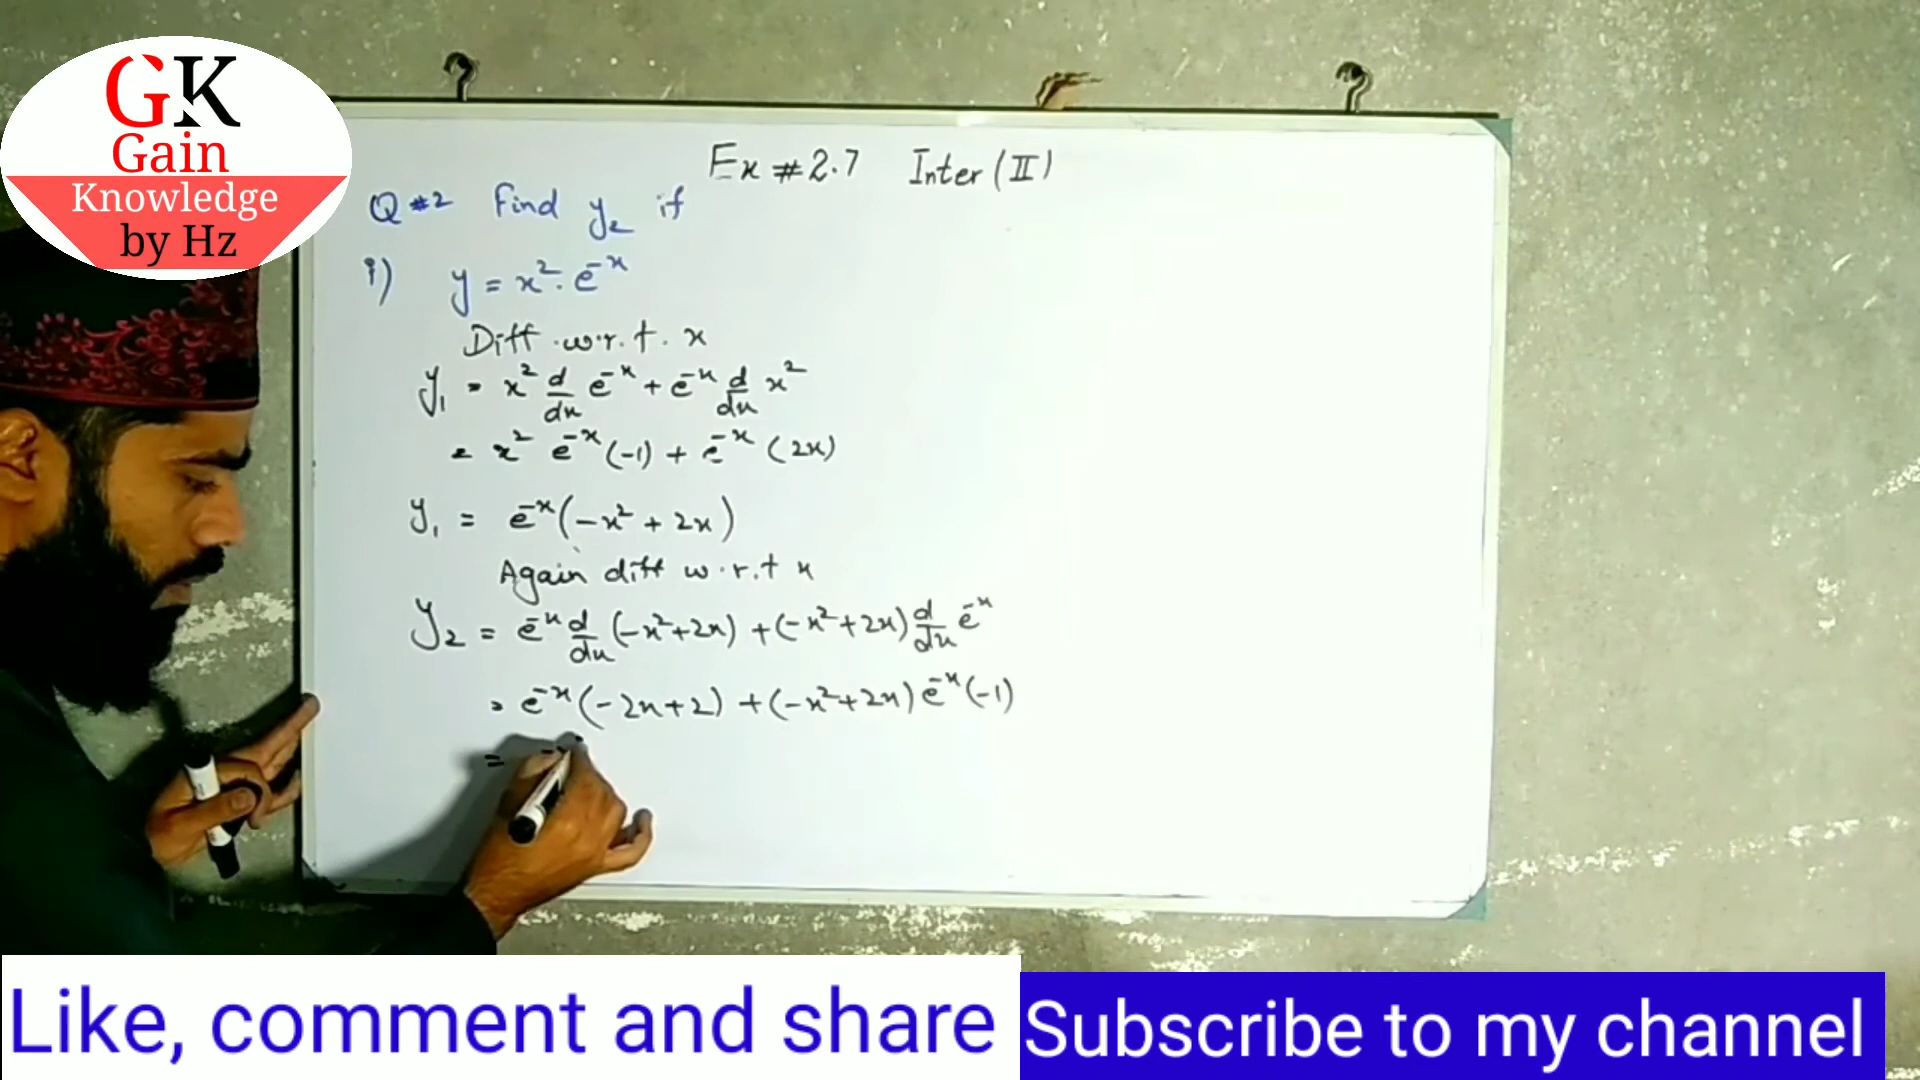 GK
Gain
Knowledge
by Hz
Ex # 2.7 Inter (II)
Q #2 Find y₂ if
i) y = x² · e⁻ˣ
Diff . w.r.t. x
y₁ = x² d/dx e⁻ˣ + e⁻ˣ d/dx x²
= x² e⁻ˣ (-1) + e⁻ˣ (2x)
y₁ = e⁻ˣ (-x² + 2x)
Again diff w.r.t x
y₂ = e⁻ˣ d/dx (-x²+2x) + (-x²+2x) d/dx e⁻ˣ
= e⁻ˣ (-2x+2) + (-x²+2x) e⁻ˣ (-1)
=
Like, comment and share
Subscribe to my channel